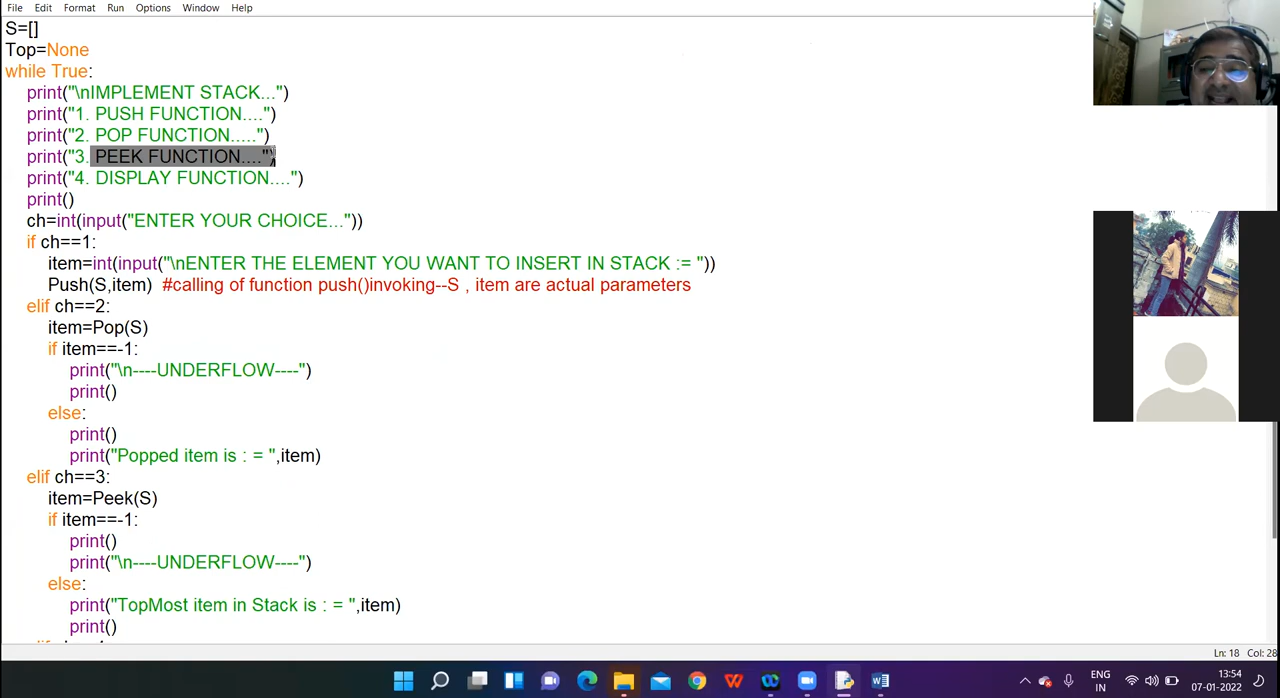 File Edit Format Run Options Window Help
S=[]
Top=None
while True:
print("\nIMPLEMENT STACK...")
print("1. PUSH FUNCTION....")
print("2. POP FUNCTION.....")
print("3. PEEK FUNCTION....")
print("4. DISPLAY FUNCTION....")
print()
ch=int(input("ENTER YOUR CHOICE..."))
if ch==1:
item=int(input("\nENTER THE ELEMENT YOU WANT TO INSERT IN STACK := "))
Push(S,item) #calling of function push()invoking--S , item are actual parameters
elif ch==2:
item=Pop(S)
if item==-1:
print("\n----UNDERFLOW----")
print()
else:
print()
print("Popped item is : = ",item)
elif ch==3:
item=Peek(S)
if item==-1:
print()
print("\n----UNDERFLOW----")
else:
print("TopMost item in Stack is : = ",item)
print()
Ln: 18 Col: 28
ENG
IN
13:54
07-01-2022